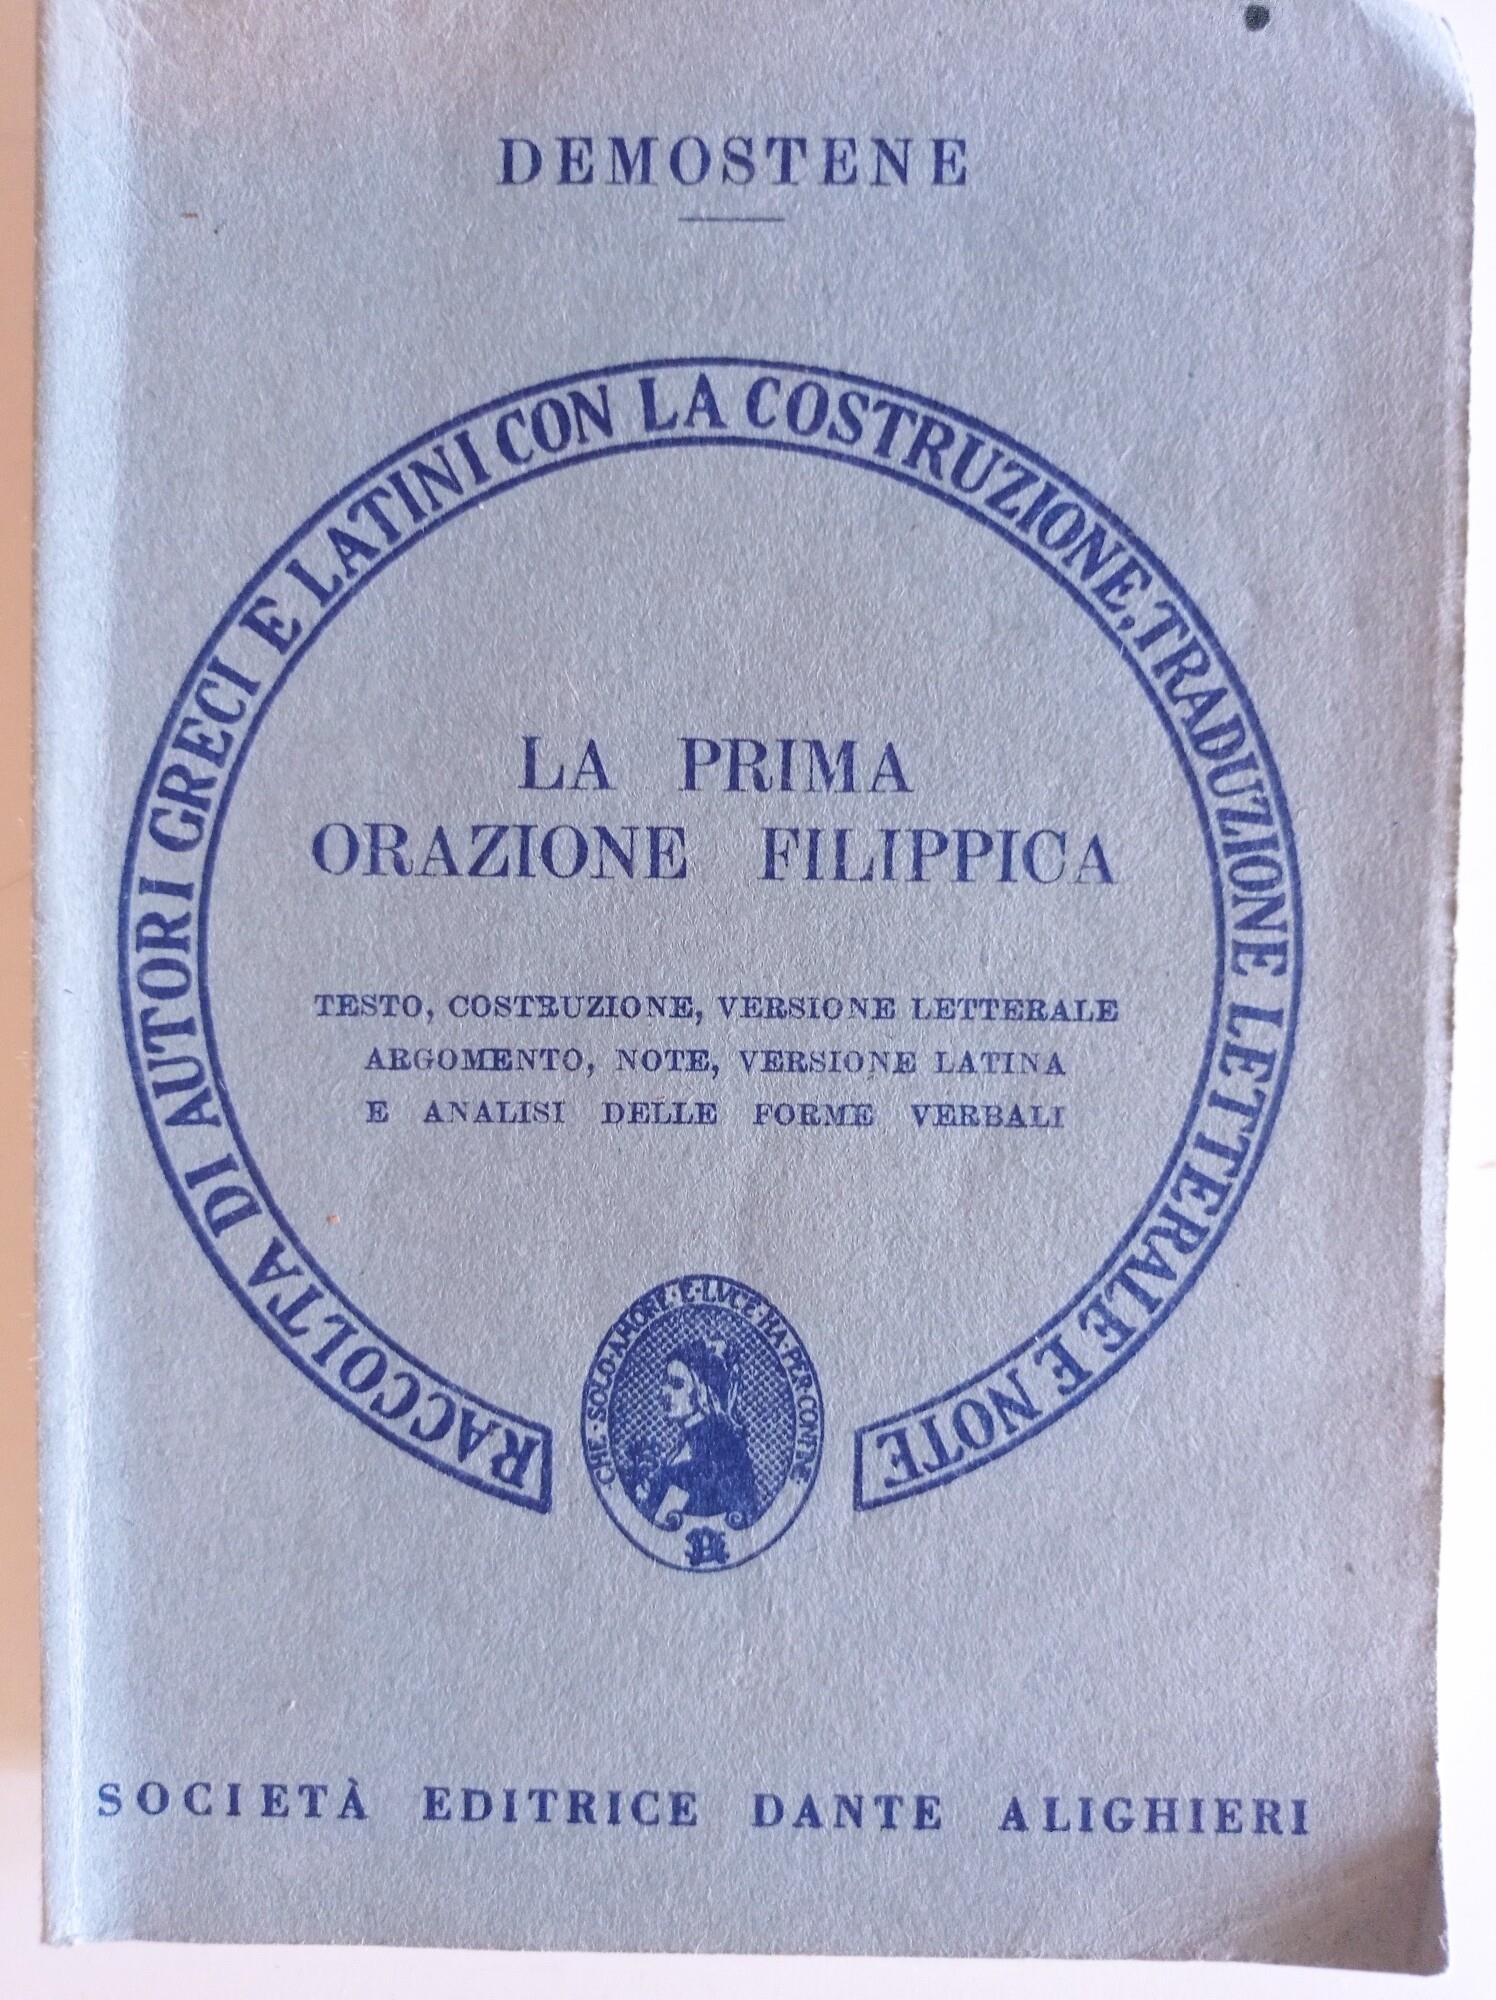 DEMOSTENE
RACCOLTA DI AUTORI GRECI E LATINI CON LA COSTRUZIONE, TRADUZIONE LETTERALE E NOTE
LA PRIMA
ORAZIONE FILIPPICA
TESTO, COSTRUZIONE, VERSIONE LETTERALE
ARGOMENTO, NOTE, VERSIONE LATINA
E ANALISI DELLE FORME VERBALI
CHE·SOLO·AMORE·E·LVCE·HA·PER·CONFINE
SOCIETÀ EDITRICE DANTE ALIGHIERI